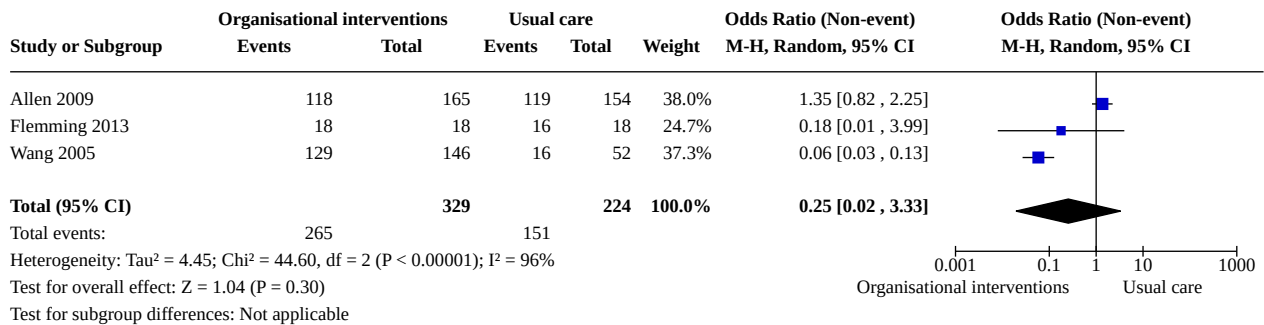 Organisational interventions Usual care Odds Ratio (Non-event) Odds Ratio (Non-event)
Study or Subgroup Events Total Events Total Weight M-H, Random, 95% CI M-H, Random, 95% CI
Allen 2009 118 165 119 154 38.0% 1.35 [0.82 , 2.25]
Flemming 2013 18 18 16 18 24.7% 0.18 [0.01 , 3.99]
Wang 2005 129 146 16 52 37.3% 0.06 [0.03 , 0.13]
Total (95% CI) 329 224 100.0% 0.25 [0.02 , 3.33]
Total events: 265 151
Heterogeneity: Tau² = 4.45; Chi² = 44.60, df = 2 (P < 0.00001); I² = 96%
0.001 0.1 1 10 1000
Test for overall effect: Z = 1.04 (P = 0.30)
Organisational interventions Usual care
Test for subgroup differences: Not applicable